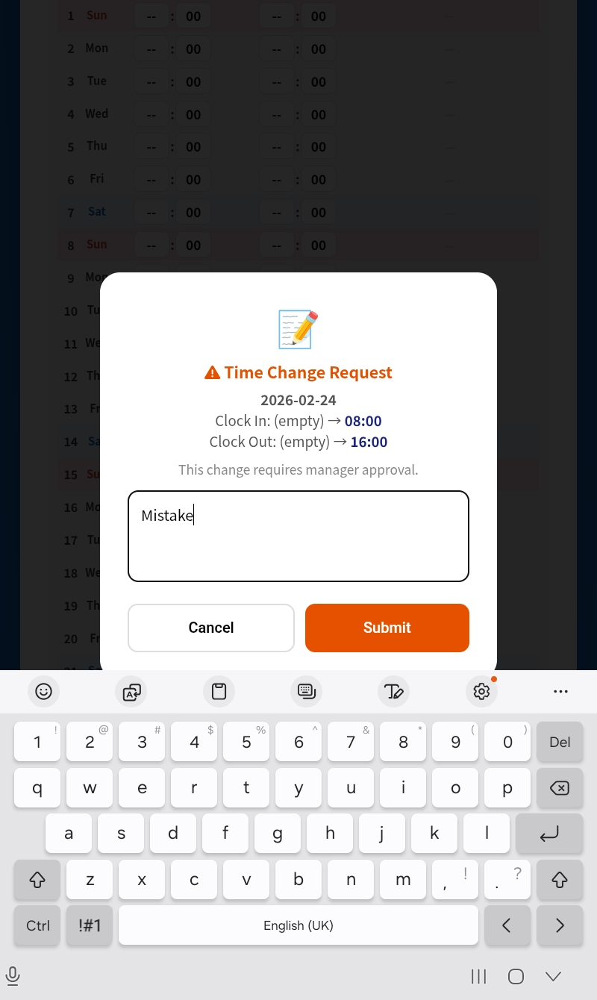 1 Sun -- : 00 -- : 00 —
2 Mon -- : 00 -- : 00 —
3 Tue -- : 00 -- : 00 —
4 Wed -- : 00 -- : 00 —
5 Thu -- : 00 -- : 00 —
6 Fri -- : 00 -- : 00 —
7 Sat -- : 00 -- : 00 —
8 Sun -- : 00 -- : 00 —
9 Mon
10 Tu
11 We
12 Th
13 Fr
14 Sa
15 Su
16 Mo
17 Tu
18 We
19 Th
20 Fr
Time Change Request
2026-02-24
Clock In: (empty) → 08:00
Clock Out: (empty) → 16:00
This change requires manager approval.
Mistake
Cancel Submit
! @ # $ % ^ & * ( )
1 2 3 4 5 6 7 8 9 0 Del
q w e r t y u i o p
a s d f g h j k l
z x c v b n m , ! . ?
Ctrl !#1 English (UK) < >